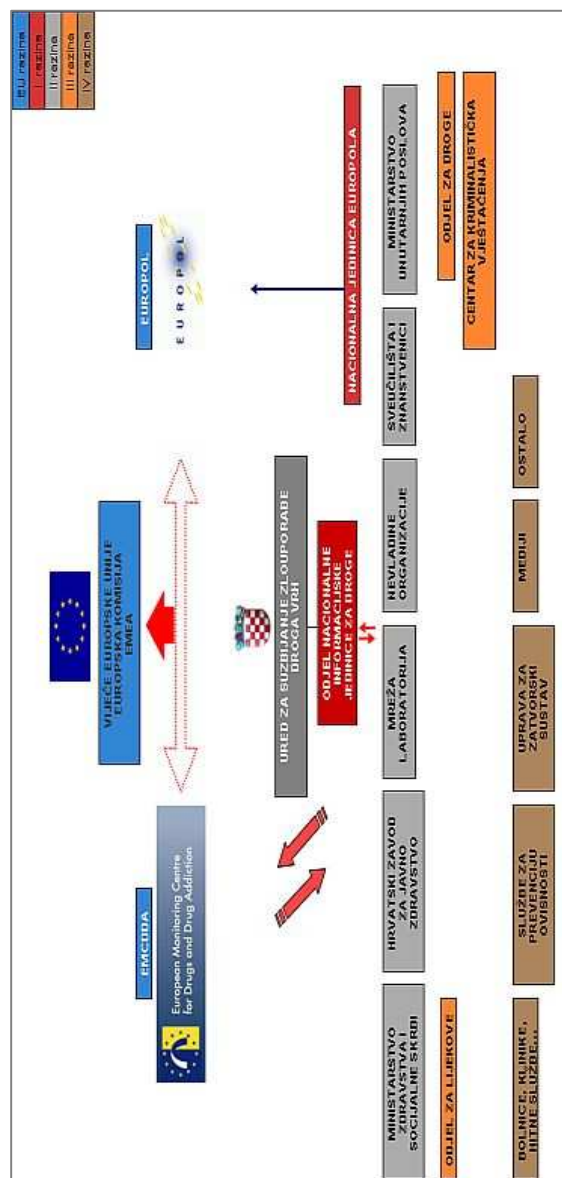 EU razina
I razina
II razina
III razina
IV razina
VIJEĆE EUROPSKE UNIJE
EUROPSKA KOMISIJA
EMEA
EMCDDA
European Monitoring Centre
for Drugs and Drug Addiction
EUROPOL
EUROPOL
URED ZA SUZBIJANJE ZLOUPORABE
DROGA VRH
ODJEL NACIONALNE
INFORMACIJSKE
JEDINICE ZA DROGE
NACIONALNA JEDINICA EUROPOLA
MINISTARSTVO
ZDRAVSTVA I
SOCIJALNE SKRBI
HRVATSKI ZAVOD
ZA JAVNO
ZDRAVSTVO
MREŽA
LABORATORIJA
NEVLADINE
ORGANIZACIJE
SVEUČILIŠTA I
ZNANSTVENICI
MINISTARSTVO
UNUTARNJIH POSLOVA
ODJEL ZA LIJEKOVE
ODJEL ZA DROGE
CENTAR ZA KRIMINALISTIČKA
VJEŠTAČENJA
BOLNICE, KLINIKE,
HITNE SLUŽBE...
SLUŽBE ZA
PREVENCIJU
OVISNOSTI
UPRAVA ZA
ZATVORSKI
SUSTAV
MEDIJI
OSTALO